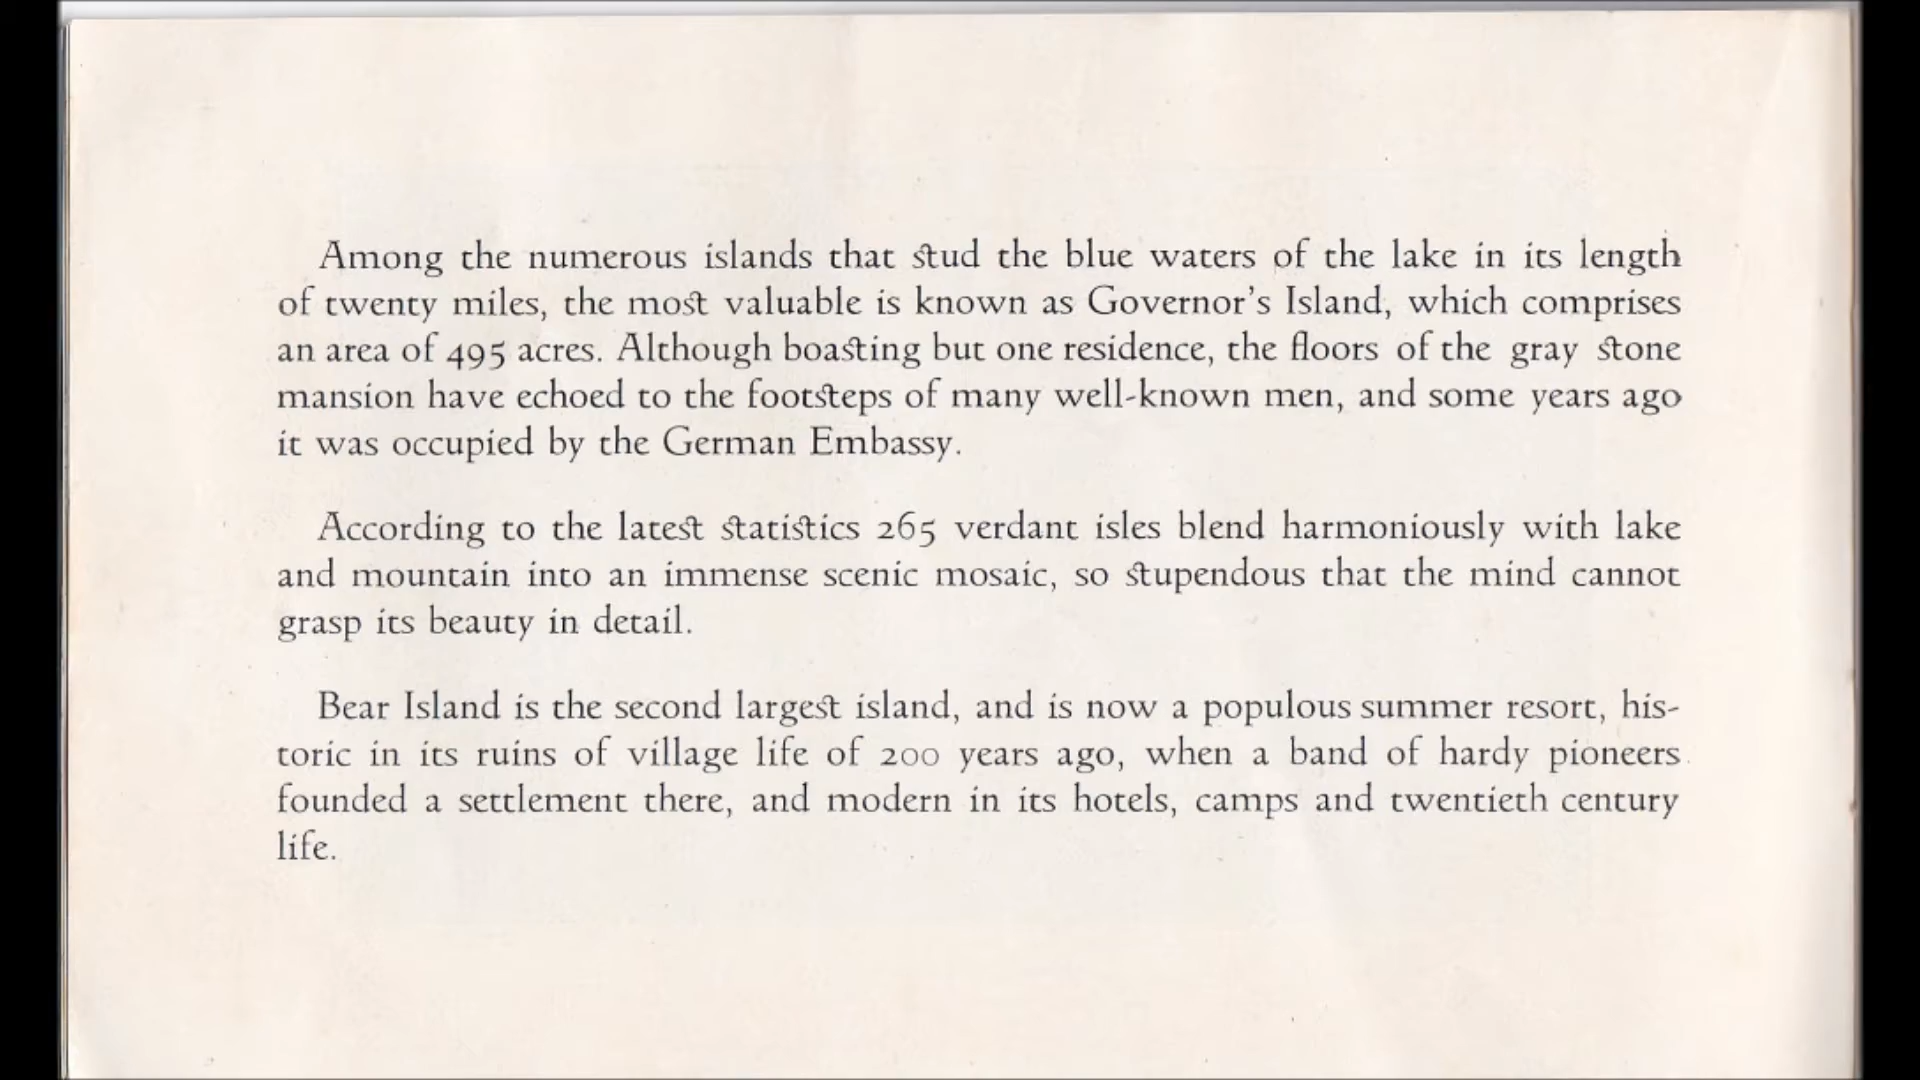 Among the numerous islands that stud the blue waters of the lake in its length
of twenty miles, the most valuable is known as Governor's Island, which comprises
an area of 495 acres. Although boasting but one residence, the floors of the gray stone
mansion have echoed to the footsteps of many well-known men, and some years ago
it was occupied by the German Embassy.
According to the latest statistics 265 verdant isles blend harmoniously with lake
and mountain into an immense scenic mosaic, so stupendous that the mind cannot
grasp its beauty in detail.
Bear Island is the second largest island, and is now a populous summer resort, his-
toric in its ruins of village life of 200 years ago, when a band of hardy pioneers
founded a settlement there, and modern in its hotels, camps and twentieth century
life.